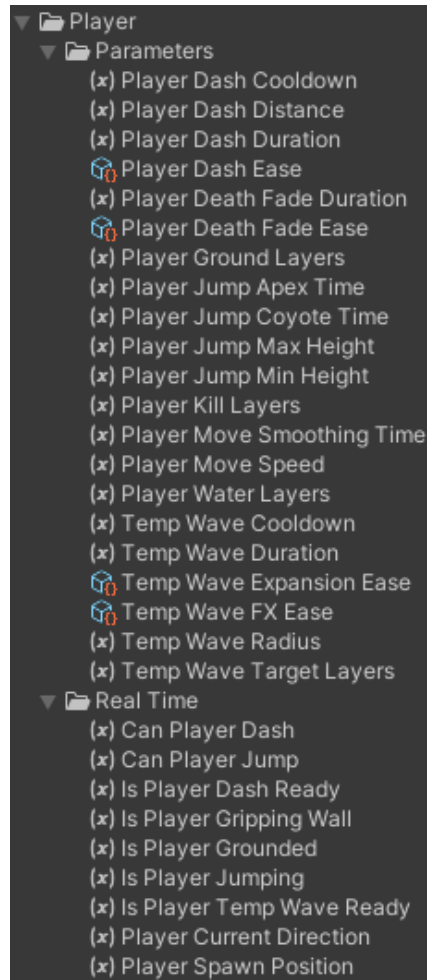 Player
Parameters
(x) Player Dash Cooldown
(x) Player Dash Distance
(x) Player Dash Duration
{} Player Dash Ease
(x) Player Death Fade Duration
{} Player Death Fade Ease
(x) Player Ground Layers
(x) Player Jump Apex Time
(x) Player Jump Coyote Time
(x) Player Jump Max Height
(x) Player Jump Min Height
(x) Player Kill Layers
(x) Player Move Smoothing Time
(x) Player Move Speed
(x) Player Water Layers
(x) Temp Wave Cooldown
(x) Temp Wave Duration
{} Temp Wave Expansion Ease
{} Temp Wave FX Ease
(x) Temp Wave Radius
(x) Temp Wave Target Layers
Real Time
(x) Can Player Dash
(x) Can Player Jump
(x) Is Player Dash Ready
(x) Is Player Gripping Wall
(x) Is Player Grounded
(x) Is Player Jumping
(x) Is Player Temp Wave Ready
(x) Player Current Direction
(x) Player Spawn Position